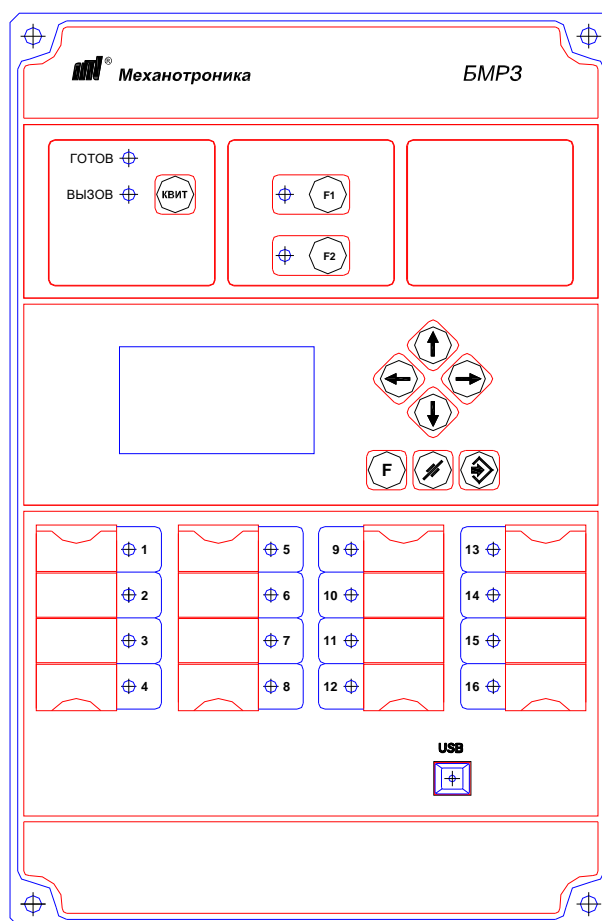 ® Механотроника БМРЗ
ГОТОВ
ВЫЗОВ КВИТ F1
F2
F
1 5 9 13
2 6 10 14
3 7 11 15
4 8 12 16
USB